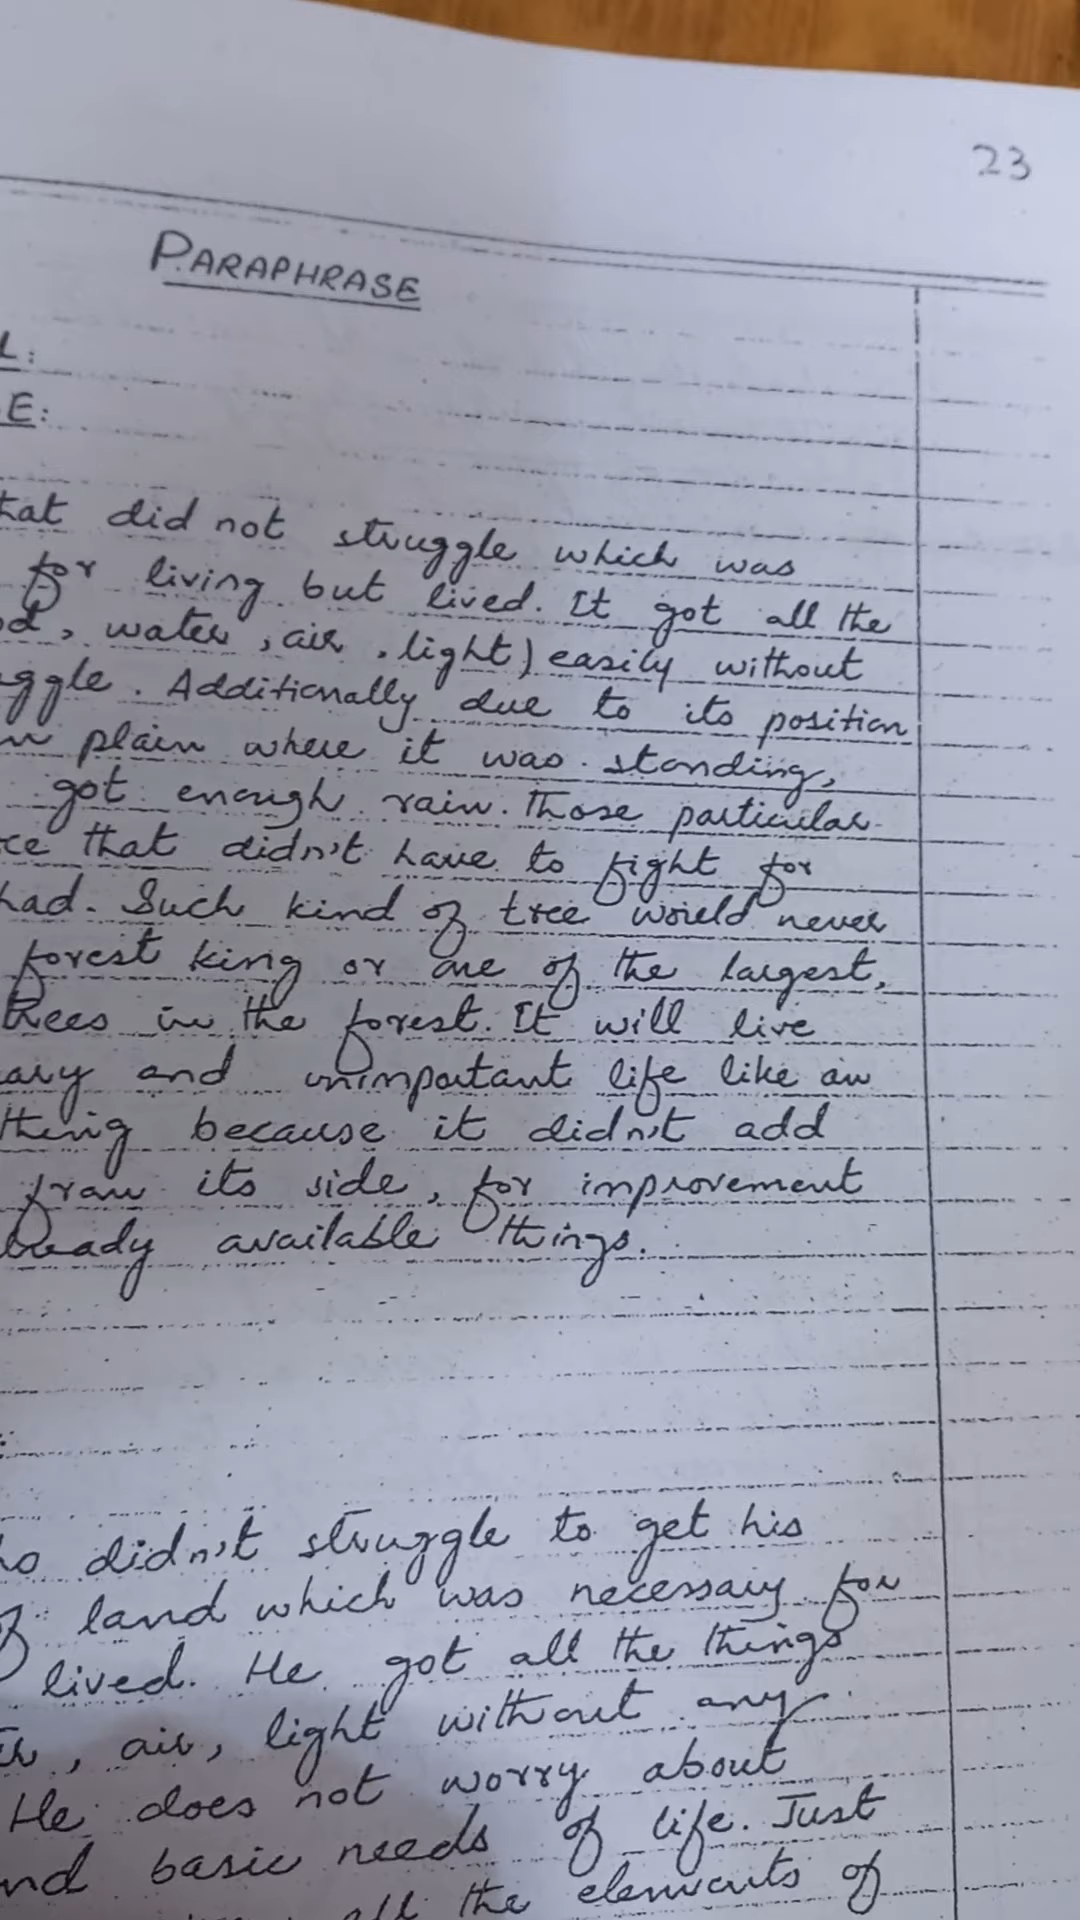 23
PARAPHRASE
L:
E:
hat did not struggle which was
for living but lived. It got all the
d, water, air, light) easily without
ggle. Additionally due to its position
n plain where it was standing,
got enough rain. Those particular
ce that didn't have to fight for
had. Such kind of tree would never
forest king or one of the largest,
trees in the forest. It will live
ary and unimportant life like an
thing because it didn't add
from its side, for improvement
lready available things.
:
ho didn't struggle to get his
of land which was necessary for
lived. He got all the things
, air, light without any
He does not worry about
nd basic needs of life. Just
all the elements of